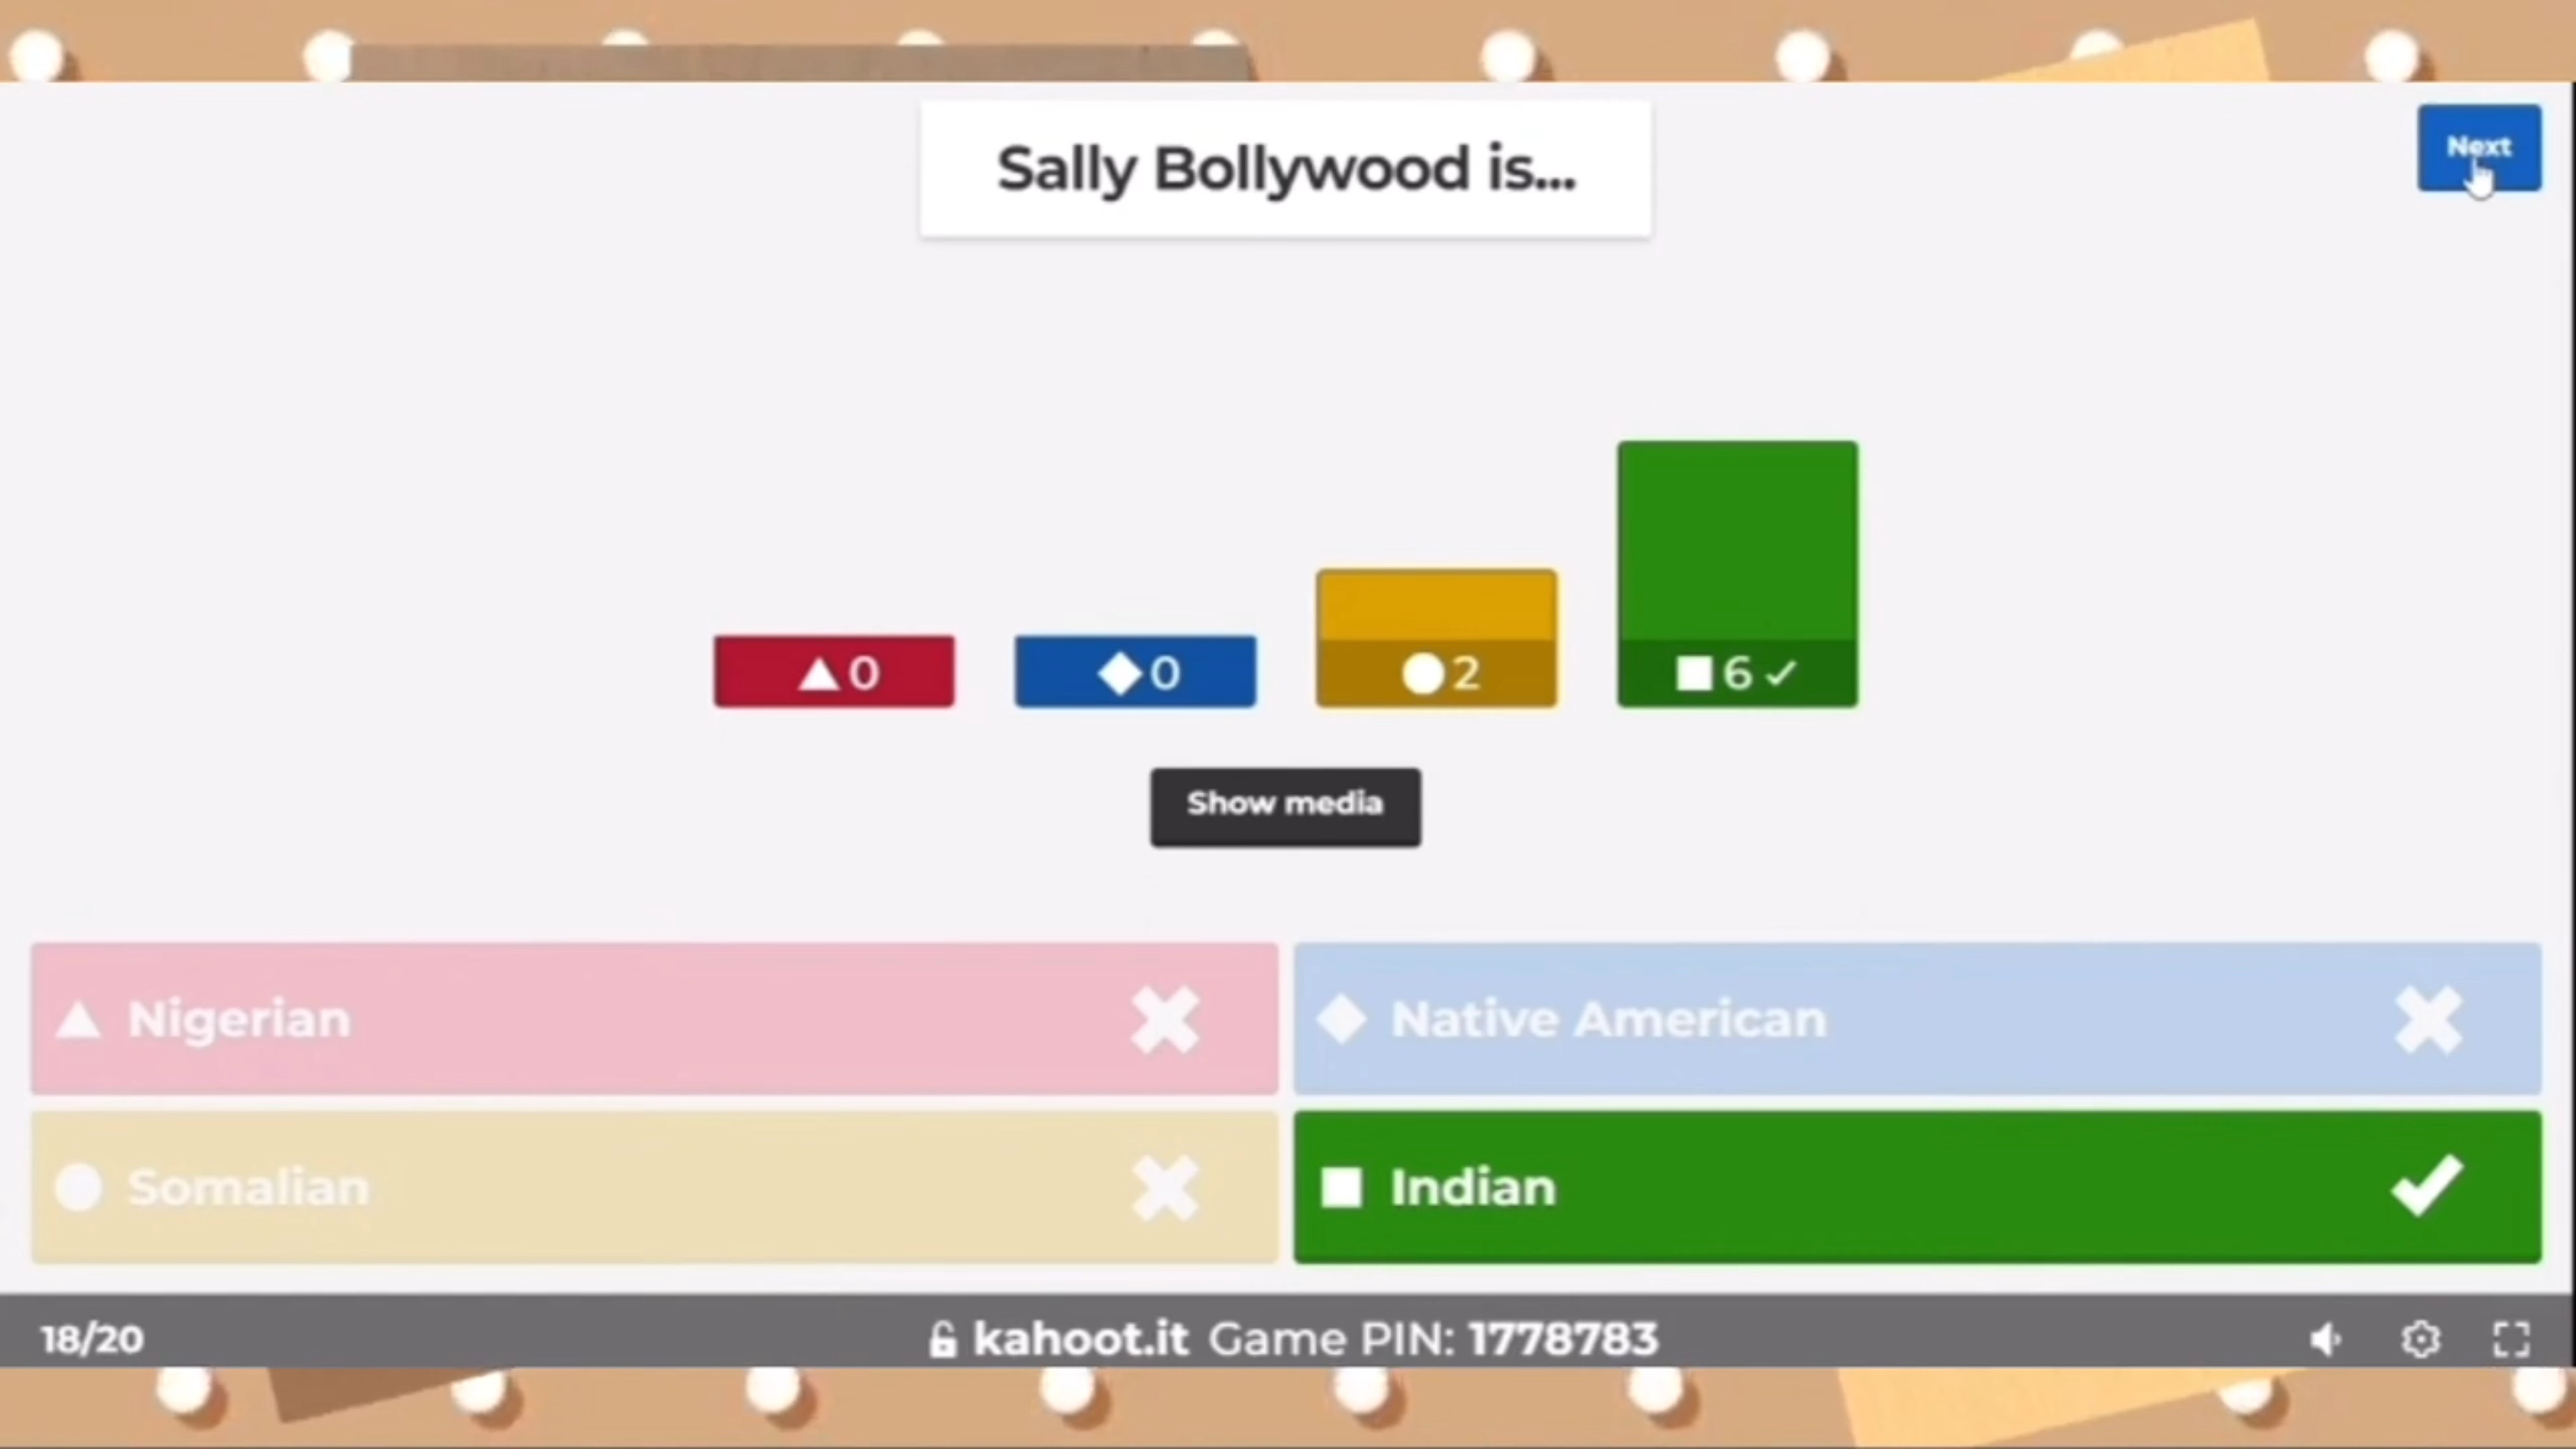 Sally Bollywood is...
Next
0
0
2
6
Show media
Nigerian
Native American
Somalian
Indian
18/20
kahoot.it Game PIN: 1778783